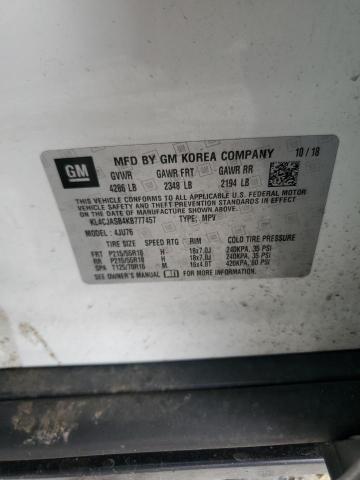 GM
MFD BY GM KOREA COMPANY 10/18
GVWR GAWR FRT GAWR RR
4286 LB 2348 LB 2194 LB
THIS VEHICLE CONFORMS TO ALL APPLICABLE U.S. FEDERAL MOTOR
VEHICLE SAFETY AND THEFT PREVENTION STANDARDS IN EFFECT ON
THE DATE OF MANUFACTURE SHOWN ABOVE.
KL4CJASB4KB777457 TYPE: MPV
MODEL: 4JU76
TIRE SIZE SPEED RTG RIM COLD TIRE PRESSURE
FRT P215/55R18 H 18x7.0J 240KPA, 35 PSI
RR P215/55R18 H 18x7.0J 240KPA, 35 PSI
SPA T125/70R16 M 16x4.0T 420KPA, 60 PSI
SEE OWNER'S MANUAL FOR MORE INFORMATION.